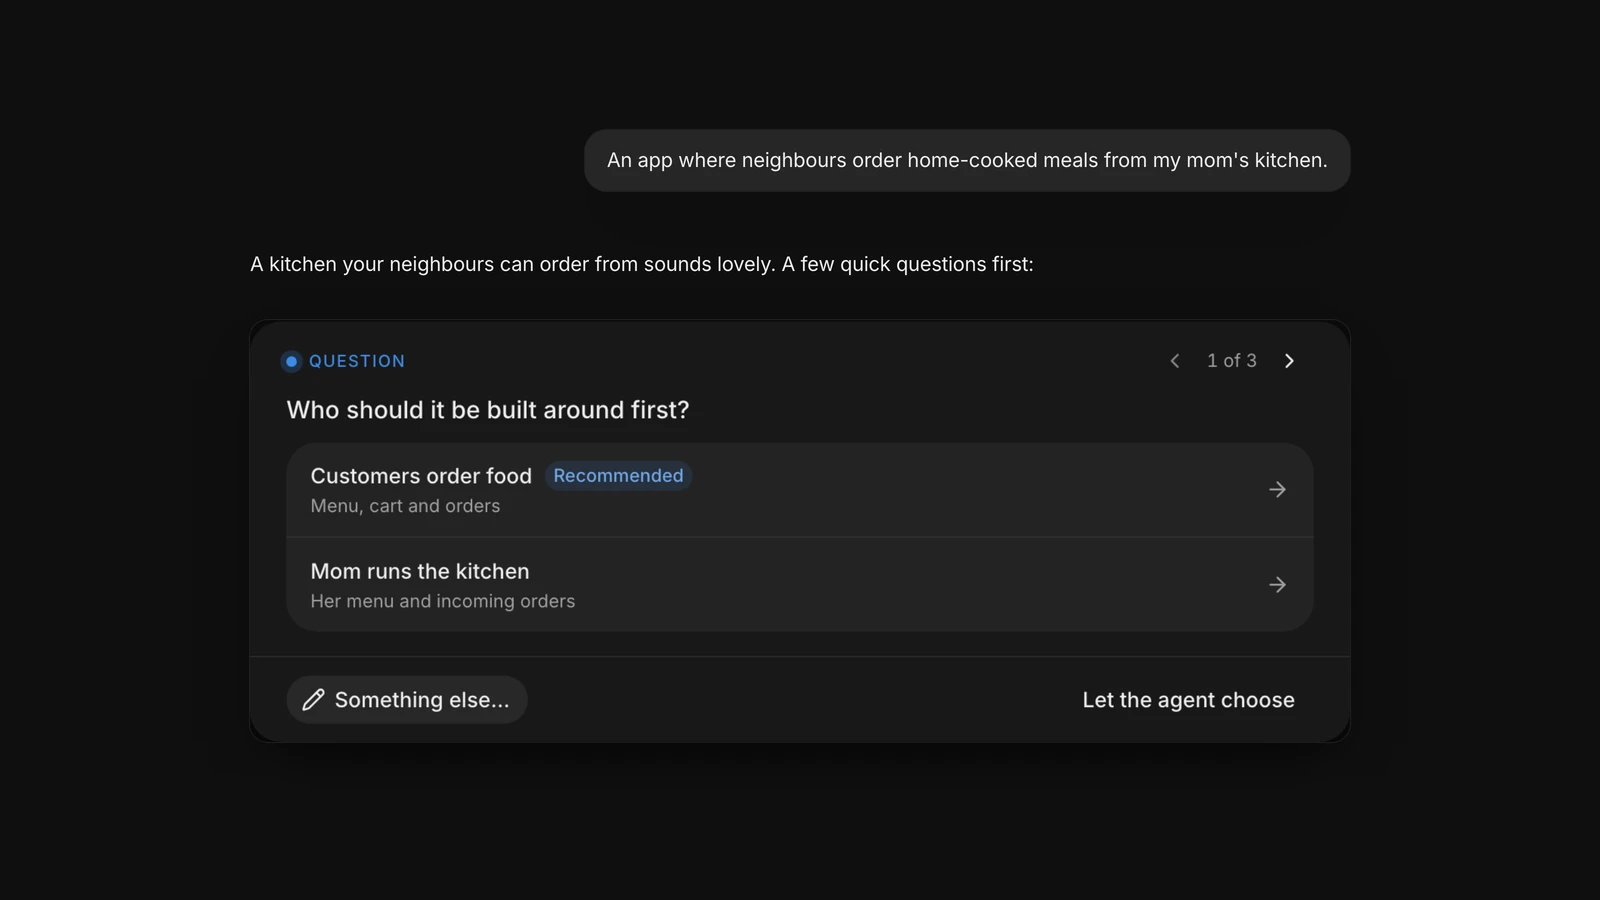 An app where neighbours order home-cooked meals from my mom's kitchen.
A kitchen your neighbours can order from sounds lovely. A few quick questions first:
QUESTION
1 of 3
Who should it be built around first?
Customers order food Recommended
Menu, cart and orders
Mom runs the kitchen
Her menu and incoming orders
Something else...
Let the agent choose